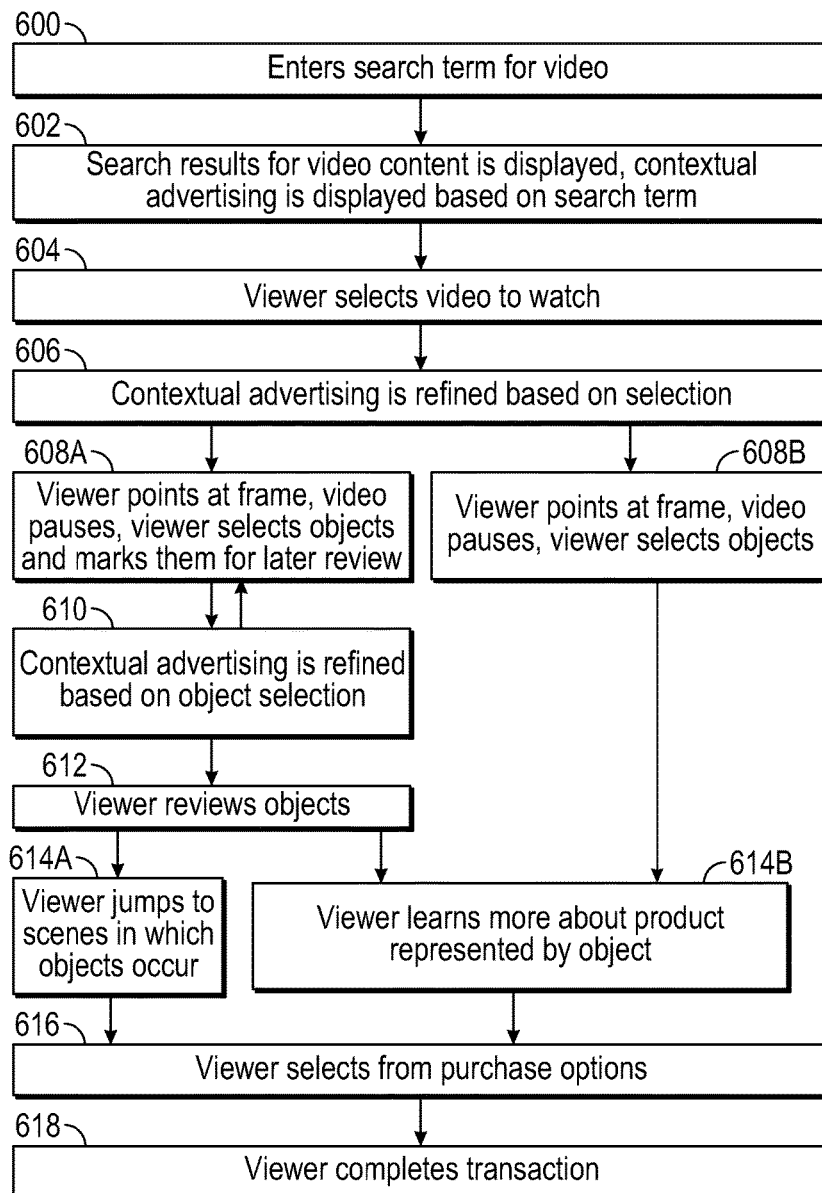 600
Enters search term for video
602
Search results for video content is displayed, contextual
advertising is displayed based on search term
604
Viewer selects video to watch
606
Contextual advertising is refined based on selection
608A
Viewer points at frame, video
pauses, viewer selects objects
and marks them for later review
608B
Viewer points at frame, video
pauses, viewer selects objects
610
Contextual advertising is refined
based on object selection
612
Viewer reviews objects
614A
Viewer jumps to
scenes in which
objects occur
614B
Viewer learns more about product
represented by object
616
Viewer selects from purchase options
618
Viewer completes transaction